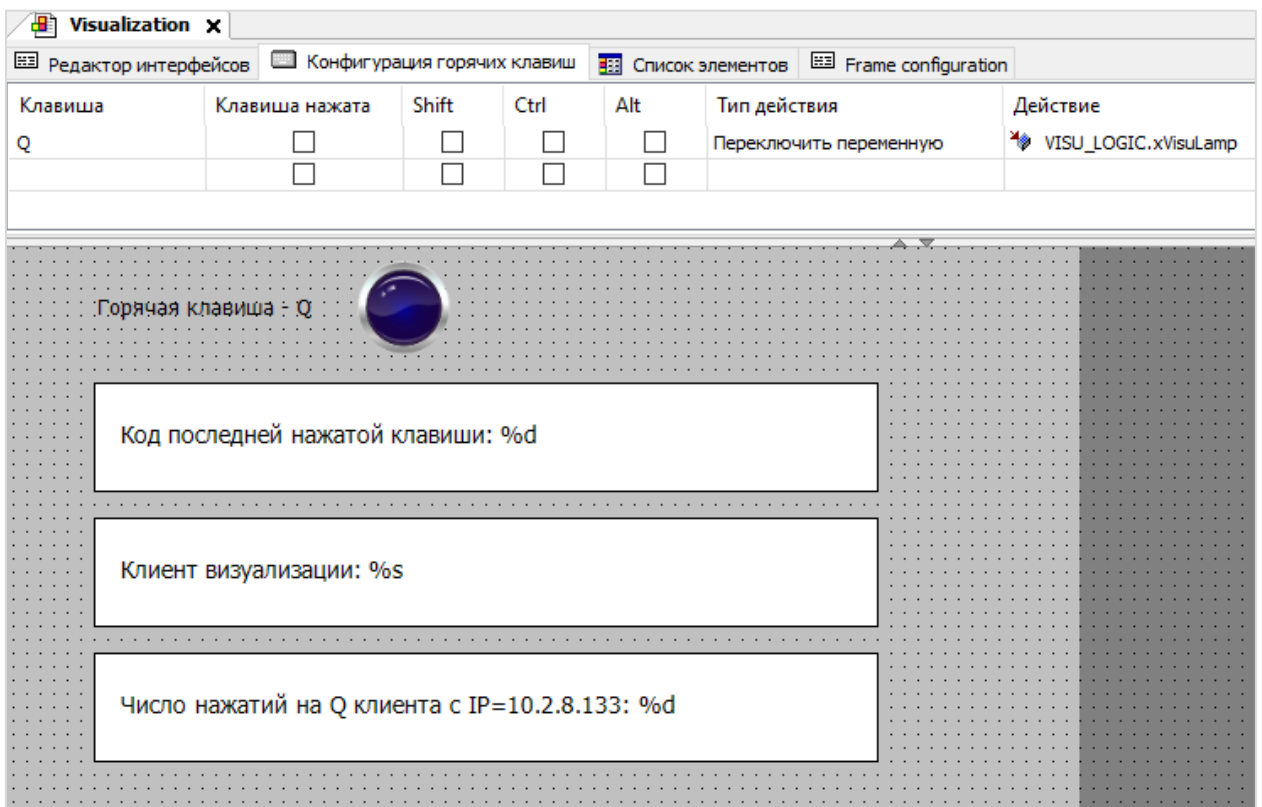 Visualization
Редактор интерфейсов Конфигурация горячих клавиш Список элементов Frame configuration
Клавиша Клавиша нажата Shift Ctrl Alt Тип действия Действие
Q Переключить переменную VISU_LOGIC.xVisuLamp
Горячая клавиша - Q
Код последней нажатой клавиши: %d
Клиент визуализации: %s
Число нажатий на Q клиента с IP=10.2.8.133: %d